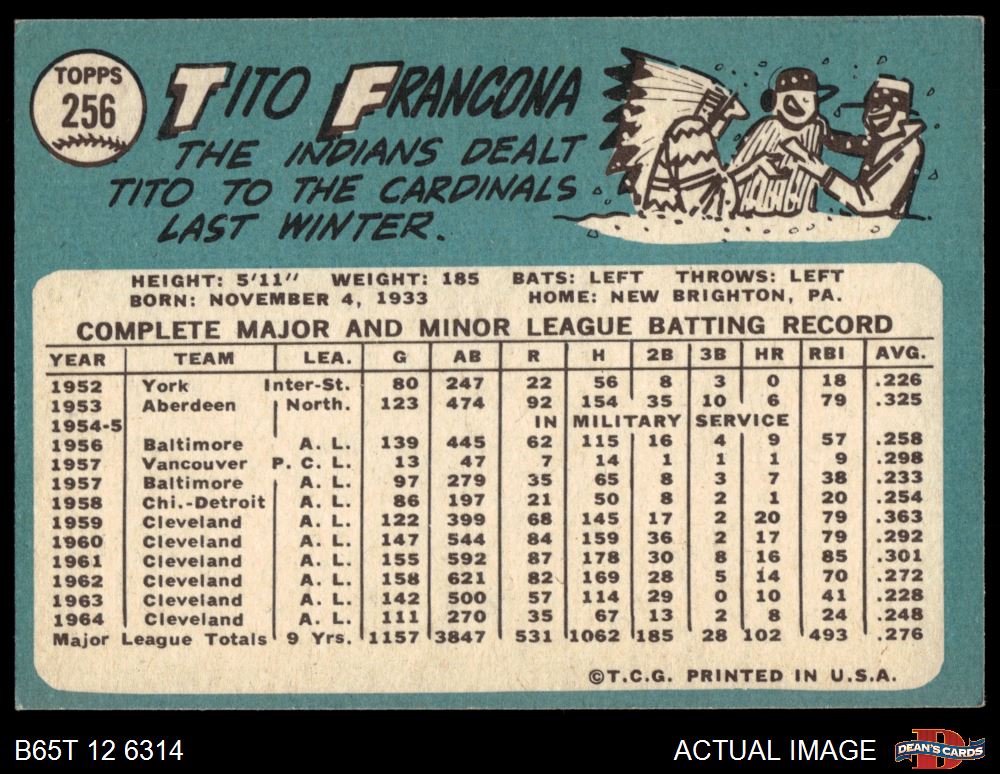 TOPPS
256
TITO FRANCONA
THE INDIANS DEALT
TITO TO THE CARDINALS
LAST WINTER.
HEIGHT: 5'11" WEIGHT: 185 BATS: LEFT THROWS: LEFT
BORN: NOVEMBER 4, 1933 HOME: NEW BRIGHTON, PA.
COMPLETE MAJOR AND MINOR LEAGUE BATTING RECORD
YEAR TEAM LEA. G AB R H 2B 3B HR RBI AVG.
1952 York Inter-St. 80 247 22 56 8 3 0 18 .226
1953 Aberdeen North. 123 474 92 154 35 10 6 79 .325
1954-5 IN MILITARY SERVICE
1956 Baltimore A. L. 139 445 62 115 16 4 9 57 .258
1957 Vancouver P. C. L. 13 47 7 14 1 1 1 9 .298
1957 Baltimore A. L. 97 279 35 65 8 3 7 38 .233
1958 Chi.-Detroit A. L. 86 197 21 50 8 2 1 20 .254
1959 Cleveland A. L. 122 399 68 145 17 2 20 79 .363
1960 Cleveland A. L. 147 544 84 159 36 2 17 79 .292
1961 Cleveland A. L. 155 592 87 178 30 8 16 85 .301
1962 Cleveland A. L. 158 621 82 169 28 5 14 70 .272
1963 Cleveland A. L. 142 500 57 114 29 0 10 41 .228
1964 Cleveland A. L. 111 270 35 67 13 2 8 24 .248
Major League Totals 9 Yrs. 1157 3847 531 1062 185 28 102 493 .276
©T.C.G. PRINTED IN U.S.A.
B65T 12 6314 ACTUAL IMAGE DEAN'S CARDS